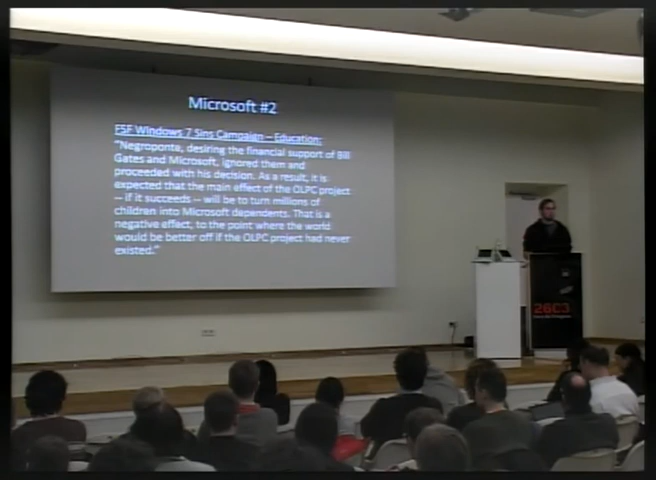 Microsoft #2
FSF Windows 7 Sins Campaign – Education:
"Negroponte, desiring the financial support of Bill
Gates and Microsoft, ignored them and
proceeded with his decision. As a result, it is
expected that the main effect of the OLPC project
-- if it succeeds -- will be to turn millions of
children into Microsoft dependents. That is a
negative effect, to the point where the world
would be better off if the OLPC project had never
existed."
26C3